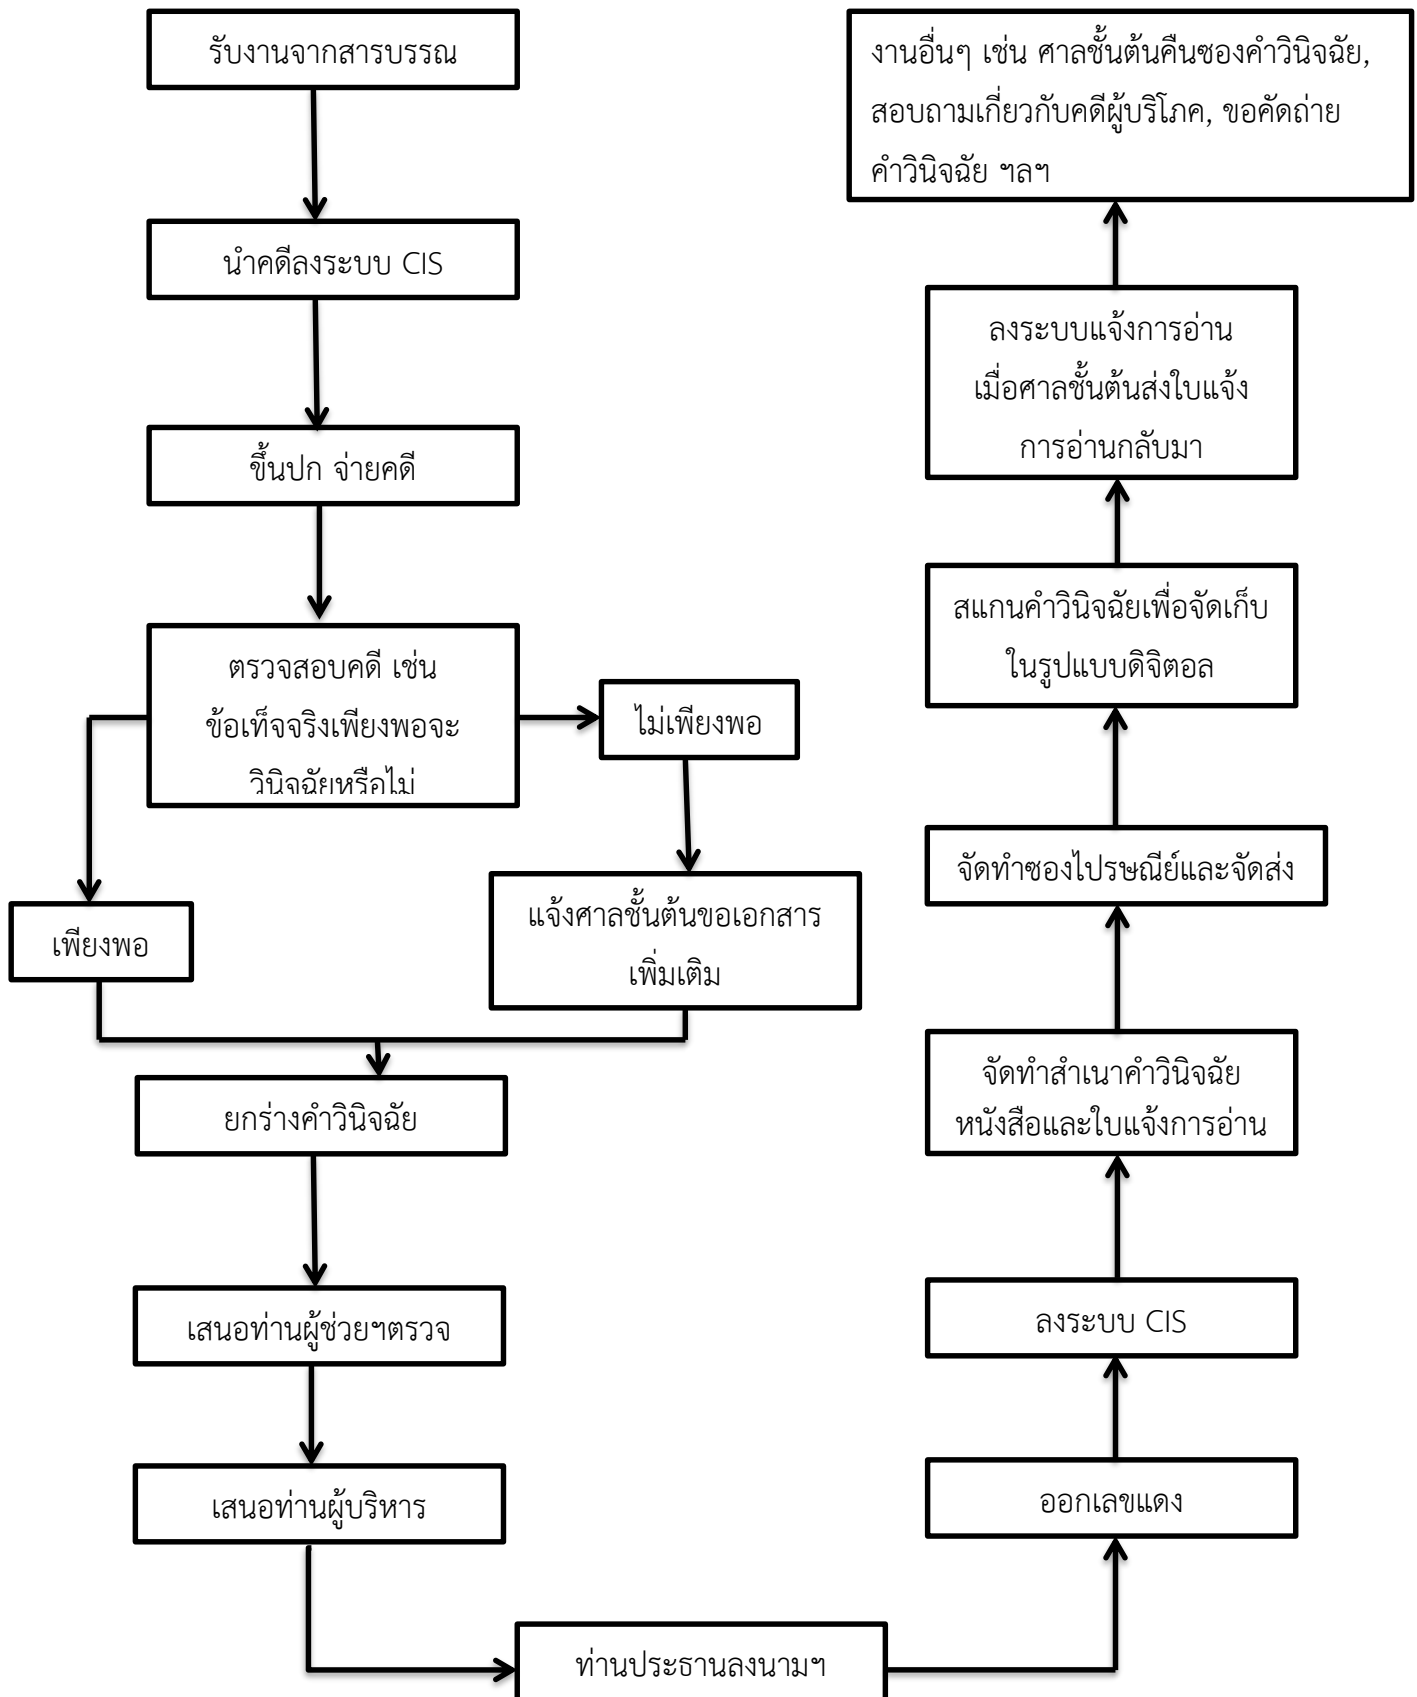 รับงานจากสารบรรณ
นำคดีลงระบบ CIS
ขึ้นปก จ่ายคดี
ตรวจสอบคดี เช่น
ข้อเท็จจริงเพียงพอจะ
วินิจฉัยหรือไม่
ไม่เพียงพอ
เพียงพอ
แจ้งศาลชั้นต้นขอเอกสาร
เพิ่มเติม
ยกร่างคำวินิจฉัย
เสนอท่านผู้ช่วยฯตรวจ
เสนอท่านผู้บริหาร
ท่านประธานลงนามฯ
ออกเลขแดง
ลงระบบ CIS
จัดทำสำเนาคำวินิจฉัย
หนังสือและใบแจ้งการอ่าน
จัดทำซองไปรษณีย์และจัดส่ง
สแกนคำวินิจฉัยเพื่อจัดเก็บ
ในรูปแบบดิจิตอล
ลงระบบแจ้งการอ่าน
เมื่อศาลชั้นต้นส่งใบแจ้ง
การอ่านกลับมา
งานอื่นๆ เช่น ศาลชั้นต้นคืนซองคำวินิจฉัย,
สอบถามเกี่ยวกับคดีผู้บริโภค, ขอคัดถ่าย
คำวินิจฉัย ฯลฯ